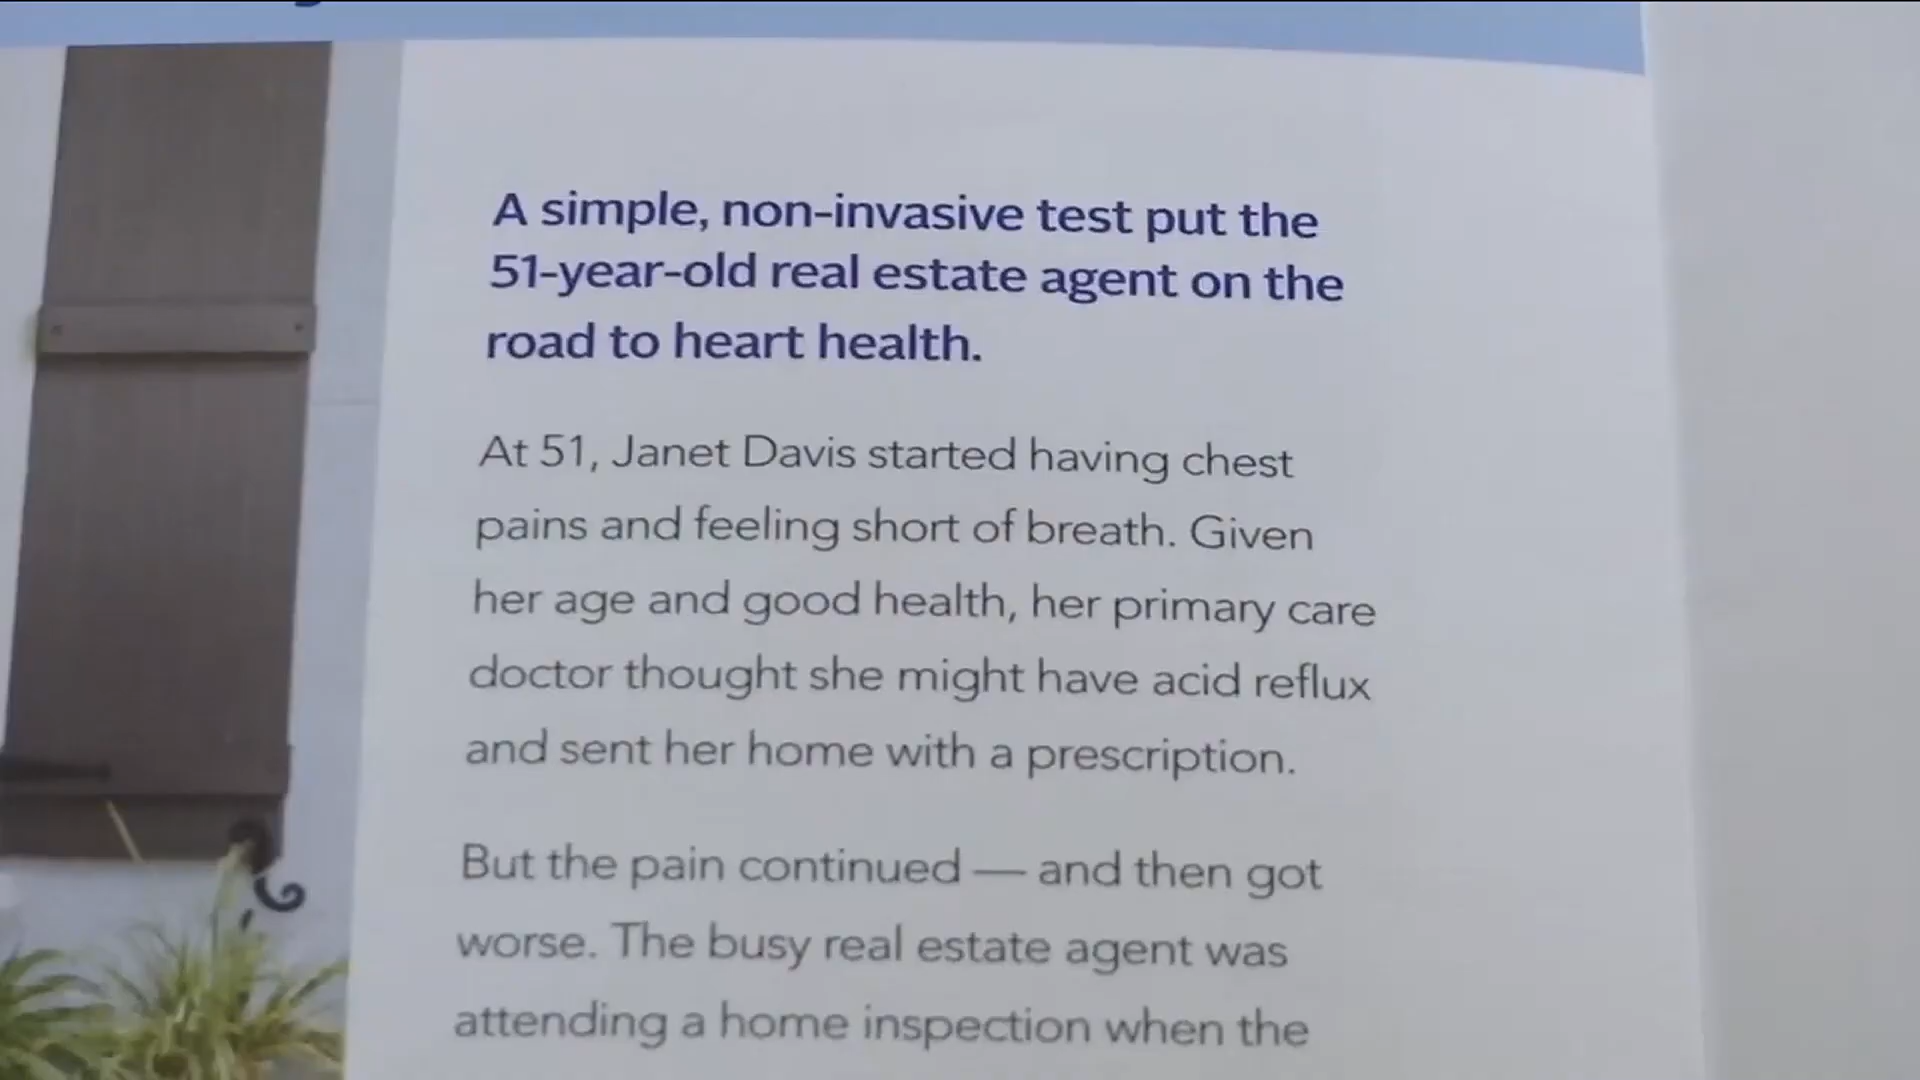 A simple, non-invasive test put the
51-year-old real estate agent on the
road to heart health.
At 51, Janet Davis started having chest
pains and feeling short of breath. Given
her age and good health, her primary care
doctor thought she might have acid reflux
and sent her home with a prescription.
But the pain continued — and then got
worse. The busy real estate agent was
attending a home inspection when the